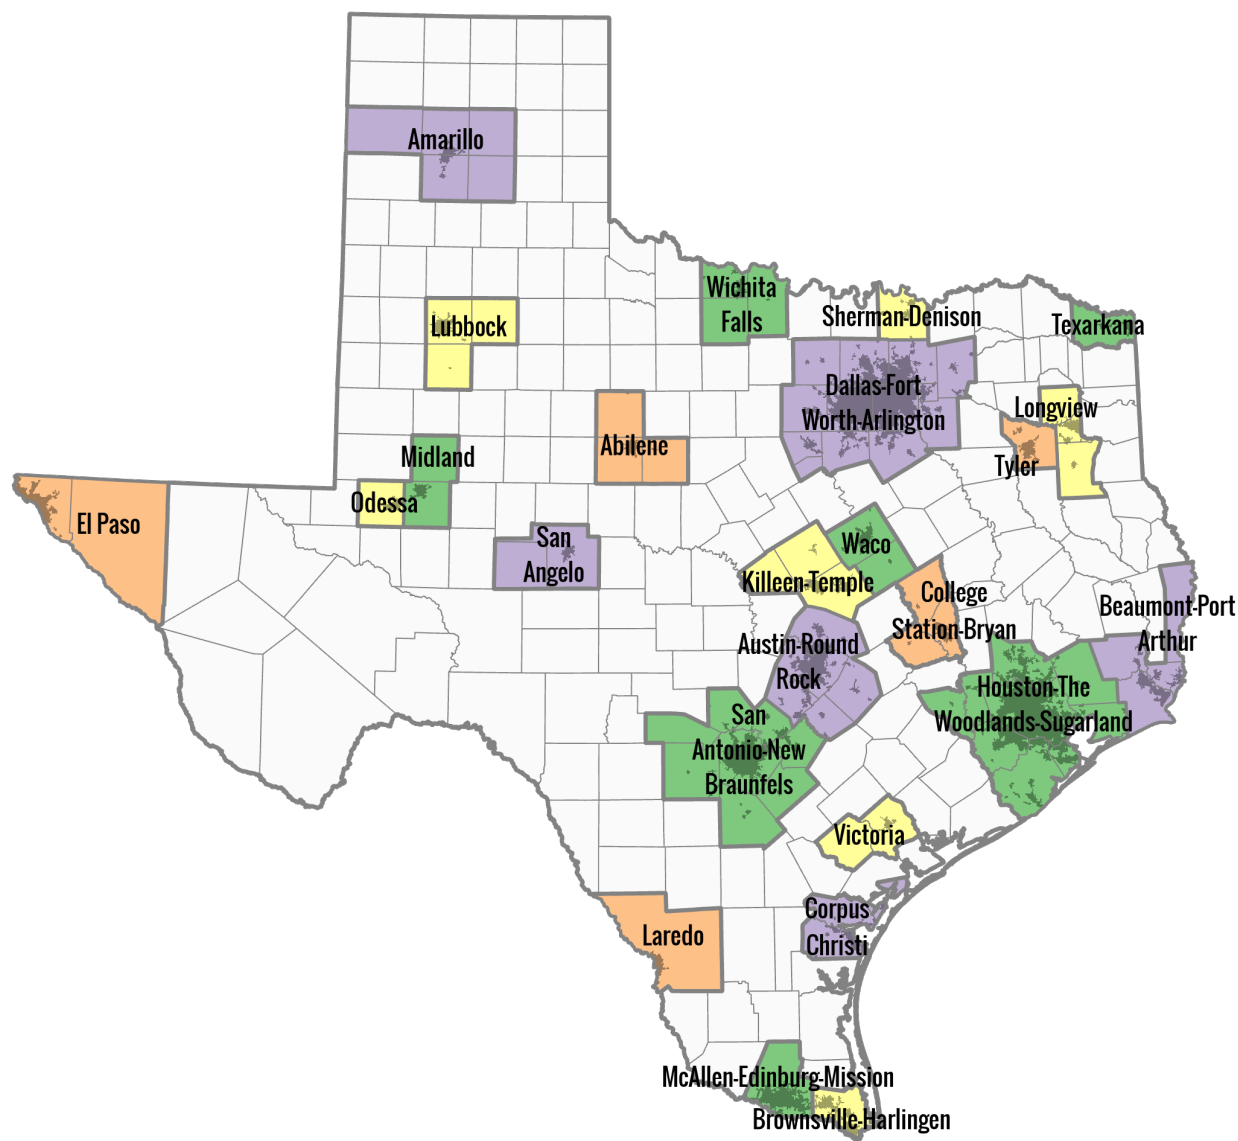 Amarillo
Wichita
Falls
Sherman-Denison
Texarkana
Lubbock
Dallas-Fort
Worth-Arlington
Longview
Abilene
Midland
Tyler
Odessa
El Paso
San
Angelo
Waco
Killeen-Temple
College
Station-Bryan
Beaumont-Port
Arthur
Austin-Round
Rock
Houston-The
Woodlands-Sugarland
San
Antonio-New
Braunfels
Victoria
Corpus
Christi
Laredo
McAllen-Edinburg-Mission
Brownsville-Harlingen